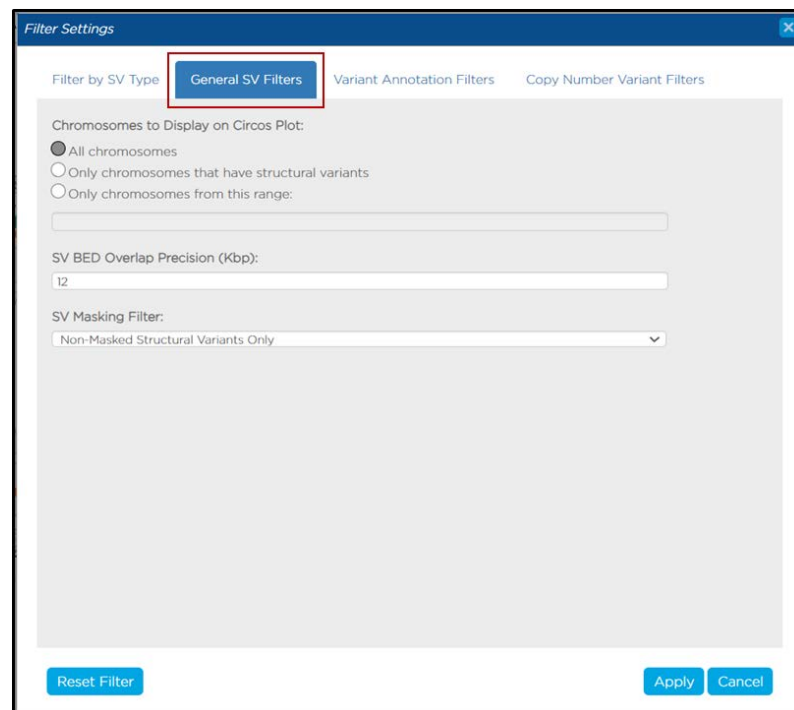 Filter Settings
Filter by SV Type General SV Filters Variant Annotation Filters Copy Number Variant Filters
Chromosomes to Display on Circos Plot:
All chromosomes
Only chromosomes that have structural variants
Only chromosomes from this range:
SV BED Overlap Precision (Kbp):
12
SV Masking Filter:
Non-Masked Structural Variants Only
Reset Filter Apply Cancel